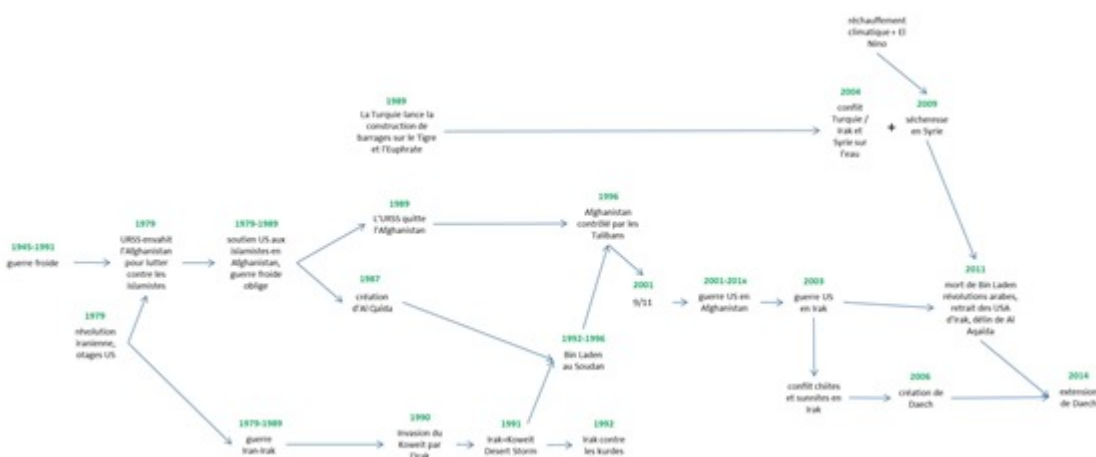 réchauffement
climatique + El
Nino
1989
La Turquie lance la
construction de
barrages sur le Tigre
et l'Euphrate
2004
conflit
Turquie /
Irak et
Syrie sur
l'eau
+
2009
sécheresse
en Syrie
1945-1991
guerre froide
1979
URSS envahit
l'Afghanistan
pour lutter
contre les
islamistes
1979-1989
soutien US aux
islamistes en
Afghanistan,
guerre froide
oblige
1989
L'URSS quitte
l'Afghanistan
1996
Afghanistan
contrôlé par les
Talibans
1987
création
d'Al Qaïda
2001
9/11
2001-201x
guerre US en
Afghanistan
2003
guerre US
en Irak
2011
mort de Bin Laden
révolutions arabes,
retrait des USA
d'Irak, délin de Al
Aqaïda
1979
révolution
Iranienne,
otages US
1992-1996
Bin Laden
au Soudan
conflit chiites
et sunnites en
Irak
2006
création de
Daech
2014
extension
de Daech
1979-1989
guerre
Iran-Irak
1990
Invasion du
Koweit par
l'Irak
1991
Irak=Koweit
Desert Storm
1992
Irak contre
les kurdes